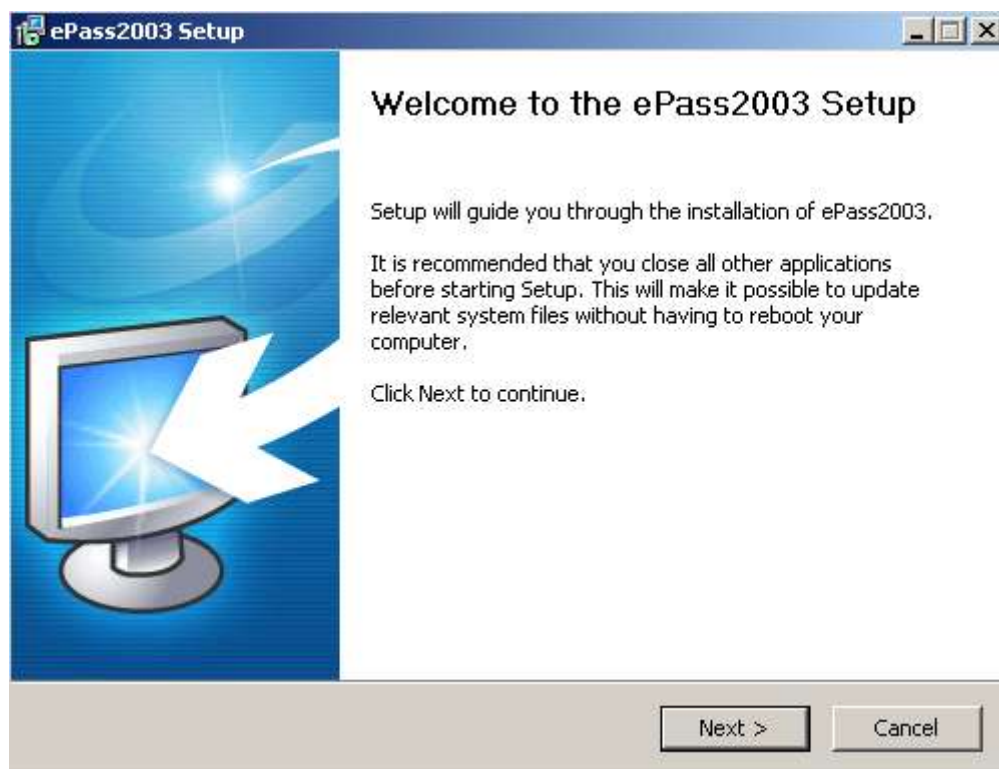 ePass2003 Setup
Welcome to the ePass2003 Setup
Setup will guide you through the installation of ePass2003.
It is recommended that you close all other applications
before starting Setup. This will make it possible to update
relevant system files without having to reboot your
computer.
Click Next to continue.
Next >
Cancel